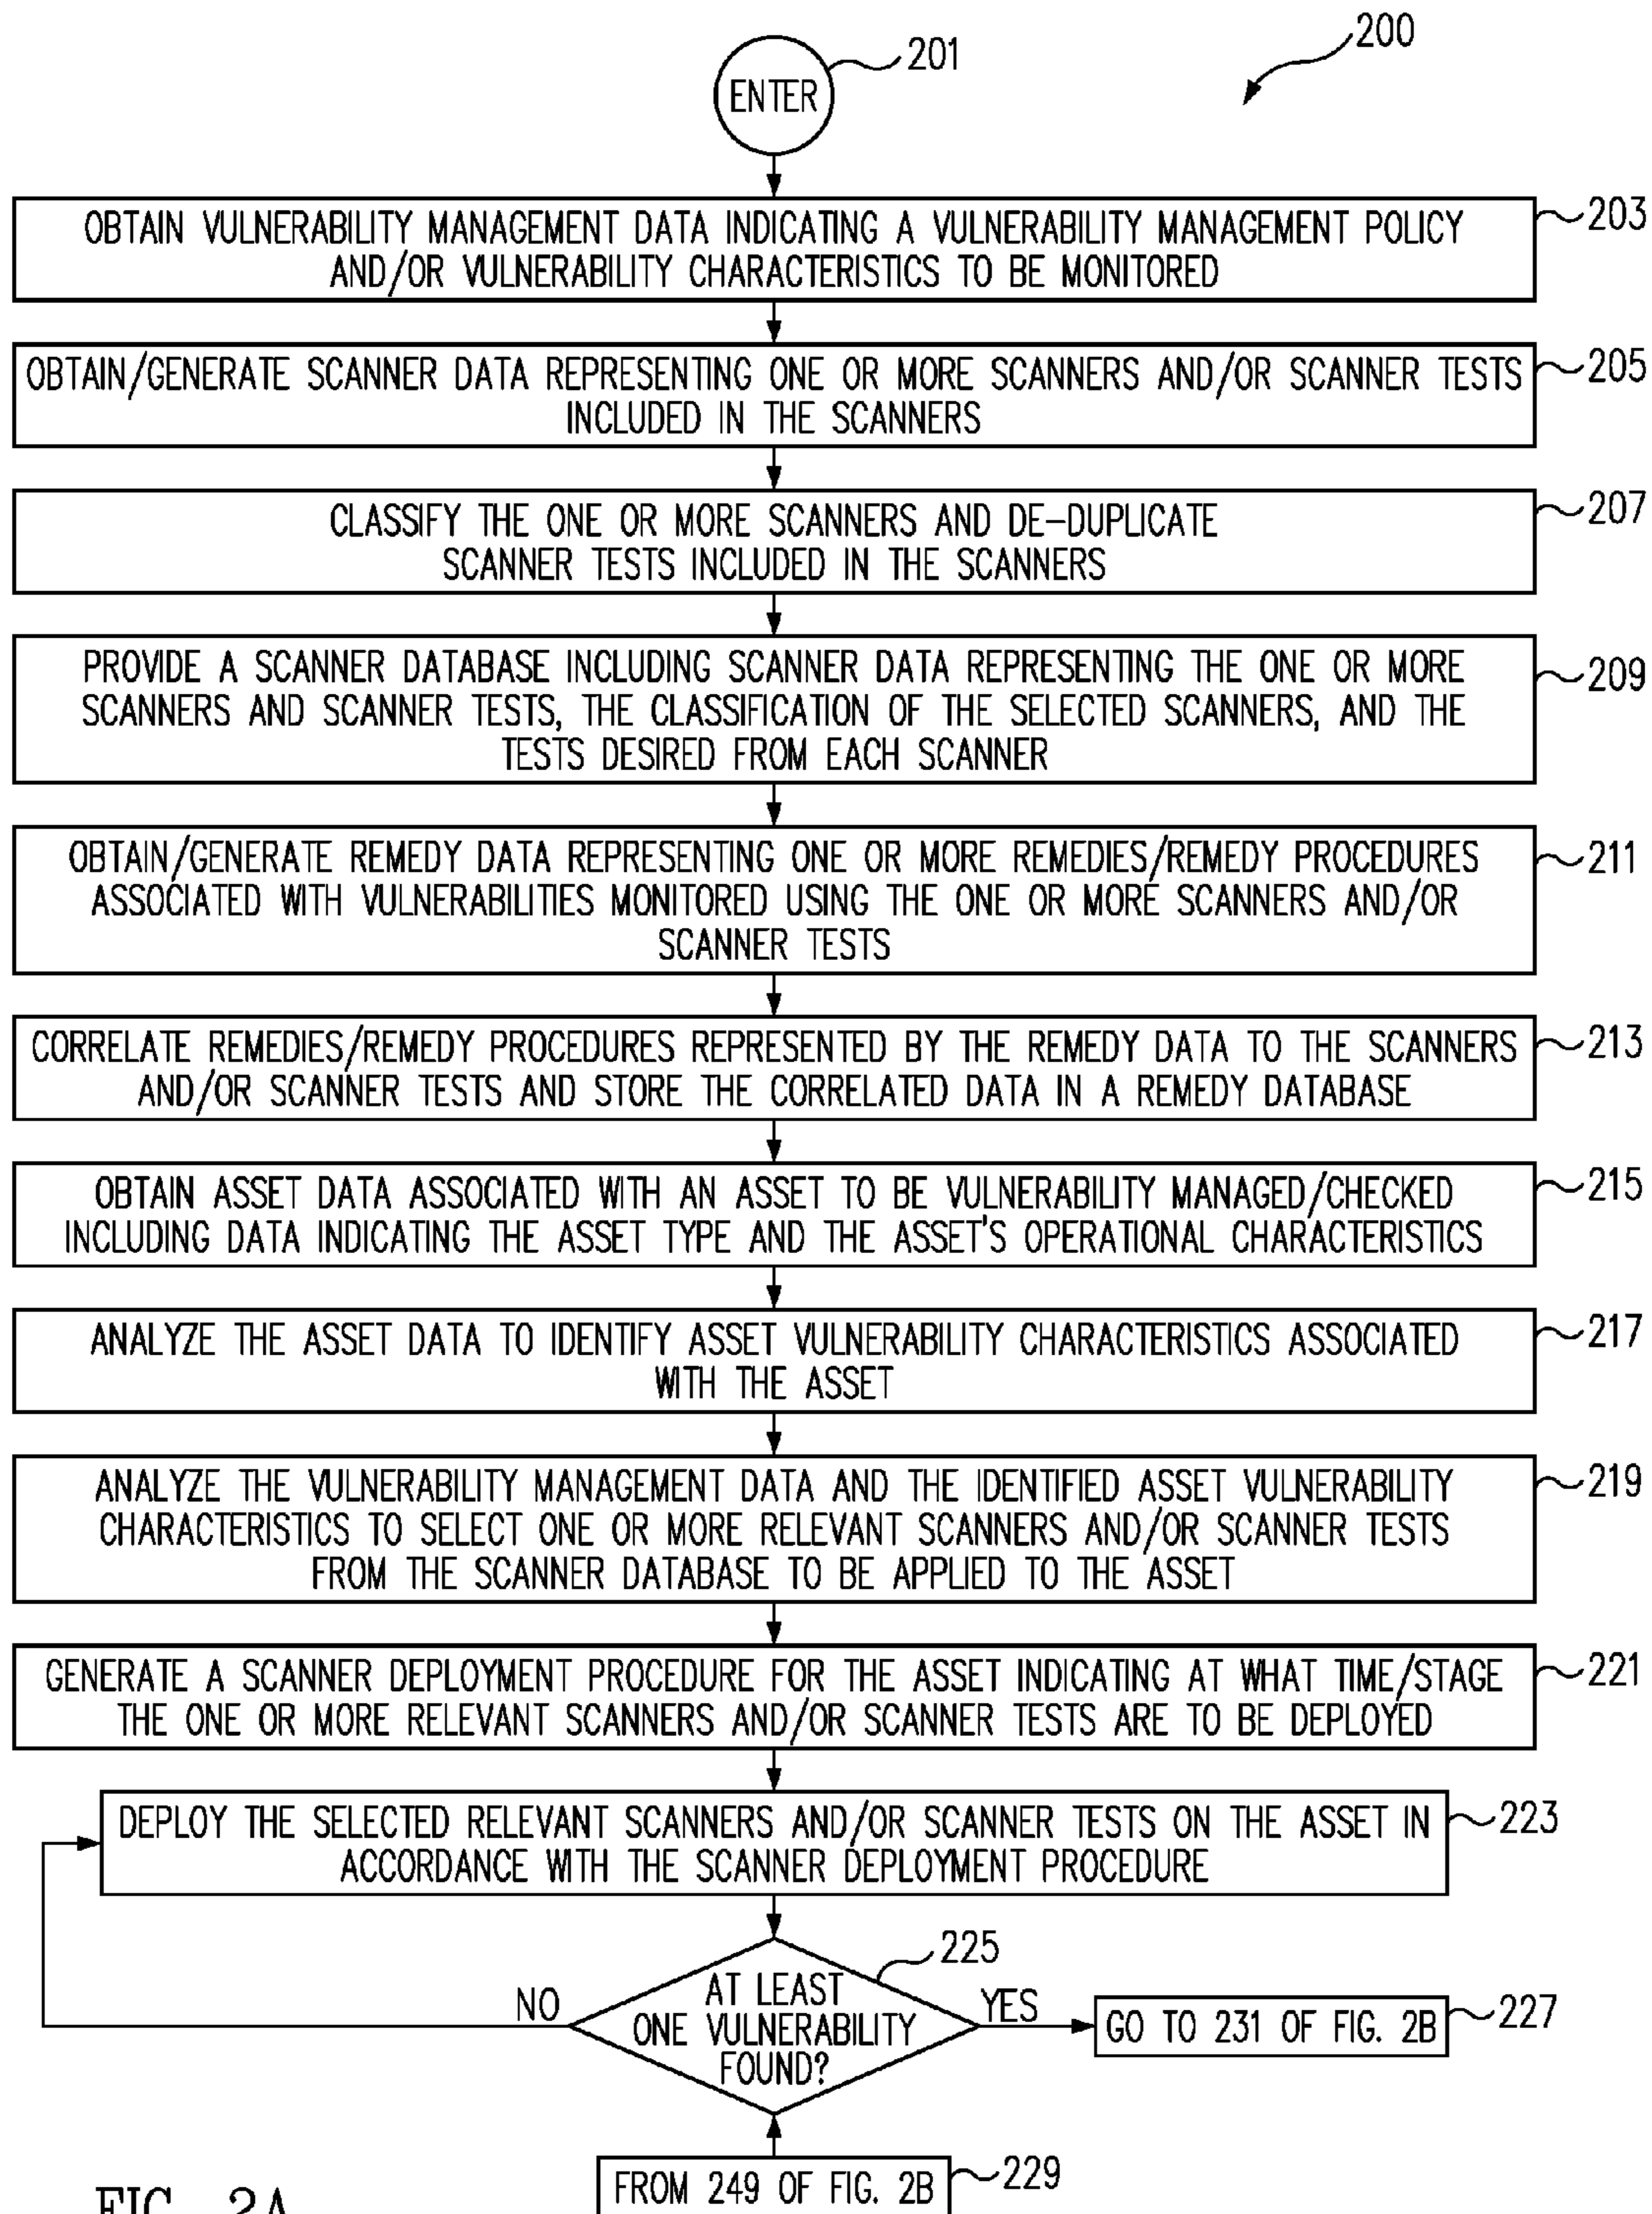 200
201
ENTER
OBTAIN VULNERABILITY MANAGEMENT DATA INDICATING A VULNERABILITY MANAGEMENT POLICY
AND/OR VULNERABILITY CHARACTERISTICS TO BE MONITORED
203
OBTAIN/GENERATE SCANNER DATA REPRESENTING ONE OR MORE SCANNERS AND/OR SCANNER TESTS
INCLUDED IN THE SCANNERS
205
CLASSIFY THE ONE OR MORE SCANNERS AND DE-DUPLICATE
SCANNER TESTS INCLUDED IN THE SCANNERS
207
PROVIDE A SCANNER DATABASE INCLUDING SCANNER DATA REPRESENTING THE ONE OR MORE
SCANNERS AND SCANNER TESTS, THE CLASSIFICATION OF THE SELECTED SCANNERS, AND THE
TESTS DESIRED FROM EACH SCANNER
209
OBTAIN/GENERATE REMEDY DATA REPRESENTING ONE OR MORE REMEDIES/REMEDY PROCEDURES
ASSOCIATED WITH VULNERABILITIES MONITORED USING THE ONE OR MORE SCANNERS AND/OR
SCANNER TESTS
211
CORRELATE REMEDIES/REMEDY PROCEDURES REPRESENTED BY THE REMEDY DATA TO THE SCANNERS
AND/OR SCANNER TESTS AND STORE THE CORRELATED DATA IN A REMEDY DATABASE
213
OBTAIN ASSET DATA ASSOCIATED WITH AN ASSET TO BE VULNERABILITY MANAGED/CHECKED
INCLUDING DATA INDICATING THE ASSET TYPE AND THE ASSET'S OPERATIONAL CHARACTERISTICS
215
ANALYZE THE ASSET DATA TO IDENTIFY ASSET VULNERABILITY CHARACTERISTICS ASSOCIATED
WITH THE ASSET
217
ANALYZE THE VULNERABILITY MANAGEMENT DATA AND THE IDENTIFIED ASSET VULNERABILITY
CHARACTERISTICS TO SELECT ONE OR MORE RELEVANT SCANNERS AND/OR SCANNER TESTS
FROM THE SCANNER DATABASE TO BE APPLIED TO THE ASSET
219
GENERATE A SCANNER DEPLOYMENT PROCEDURE FOR THE ASSET INDICATING AT WHAT TIME/STAGE
THE ONE OR MORE RELEVANT SCANNERS AND/OR SCANNER TESTS ARE TO BE DEPLOYED
221
DEPLOY THE SELECTED RELEVANT SCANNERS AND/OR SCANNER TESTS ON THE ASSET IN
ACCORDANCE WITH THE SCANNER DEPLOYMENT PROCEDURE
223
225
NO
AT LEAST
ONE VULNERABILITY
FOUND?
YES
GO TO 231 OF FIG. 2B
227
FROM 249 OF FIG. 2B
229
FIG. 2A